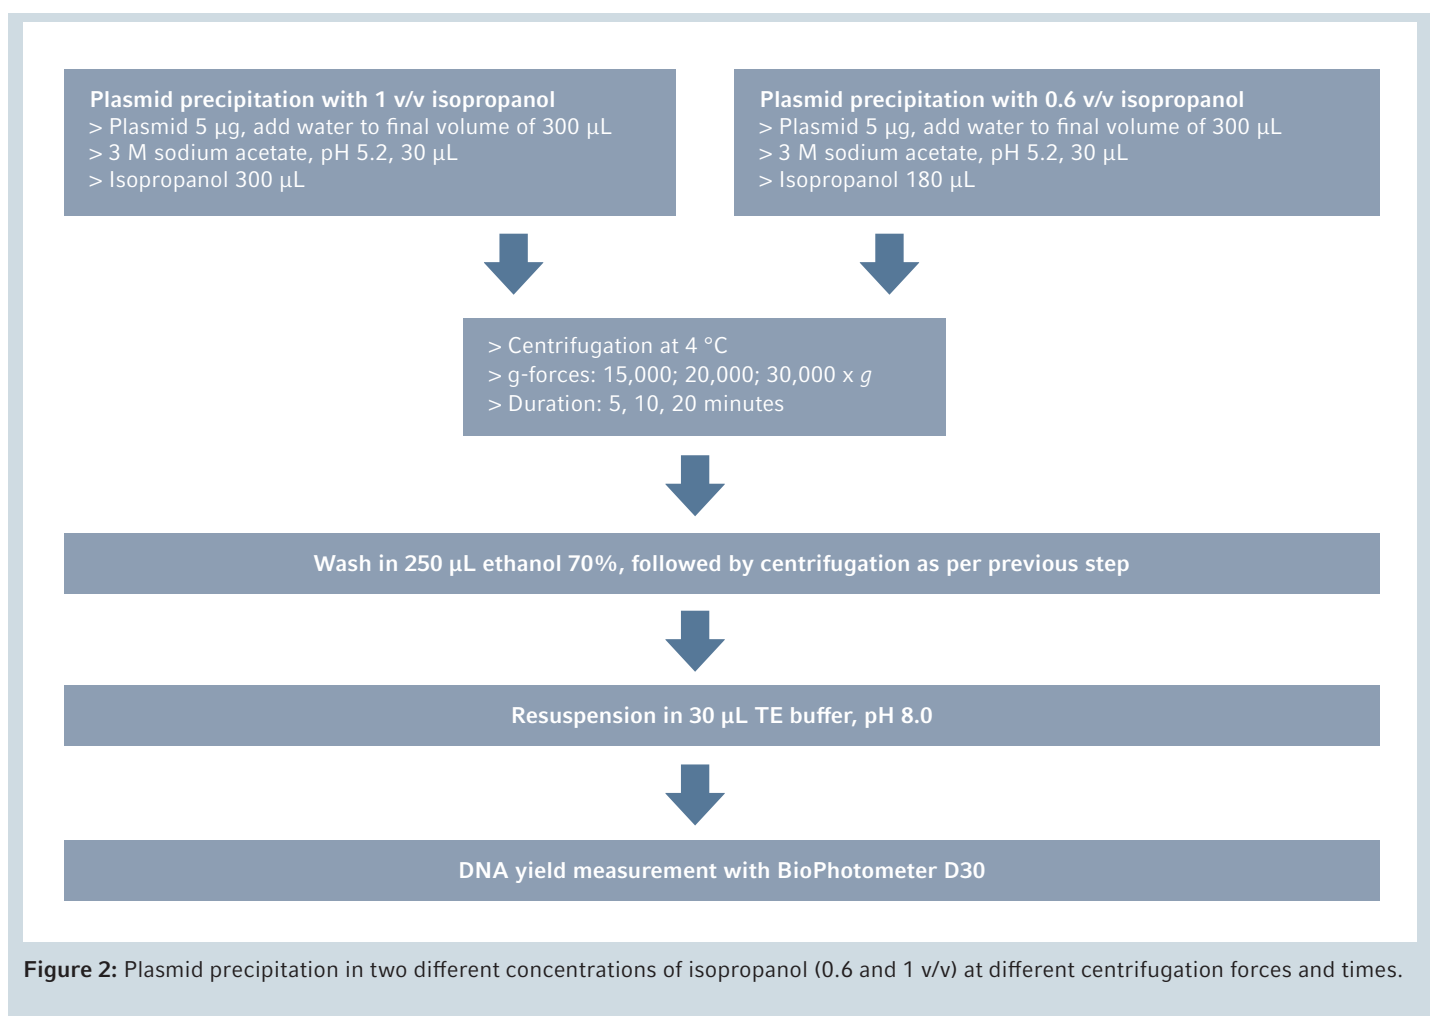 Plasmid precipitation with 1 v/v isopropanol
> Plasmid 5 µg, add water to final volume of 300 µL
> 3 M sodium acetate, pH 5.2, 30 µL
> Isopropanol 300 µL
Plasmid precipitation with 0.6 v/v isopropanol
> Plasmid 5 µg, add water to final volume of 300 µL
> 3 M sodium acetate, pH 5.2, 30 µL
> Isopropanol 180 µL
> Centrifugation at 4 °C
> g-forces: 15,000; 20,000; 30,000 x g
> Duration: 5, 10, 20 minutes
Wash in 250 µL ethanol 70%, followed by centrifugation as per previous step
Resuspension in 30 µL TE buffer, pH 8.0
DNA yield measurement with BioPhotometer D30
Figure 2: Plasmid precipitation in two different concentrations of isopropanol (0.6 and 1 v/v) at different centrifugation forces and times.